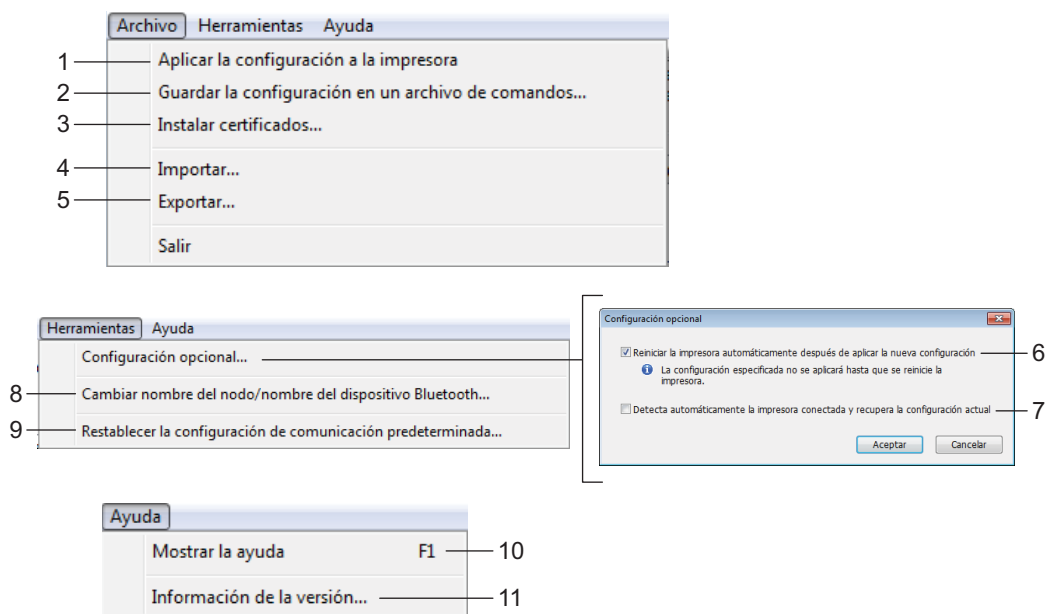 Archivo Herramientas Ayuda
1 Aplicar la configuración a la impresora
2 Guardar la configuración en un archivo de comandos...
3 Instalar certificados...
4 Importar...
5 Exportar...
Salir
Herramientas Ayuda
Configuración opcional...
8 Cambiar nombre del nodo/nombre del dispositivo Bluetooth...
9 Restablecer la configuración de comunicación predeterminada...
Configuración opcional
Reiniciar la impresora automáticamente después de aplicar la nueva configuración 6
La configuración especificada no se aplicará hasta que se reinicie la
impresora.
Detecta automáticamente la impresora conectada y recupera la configuración actual 7
Aceptar Cancelar
Ayuda
Mostrar la ayuda F1 10
Información de la versión... 11